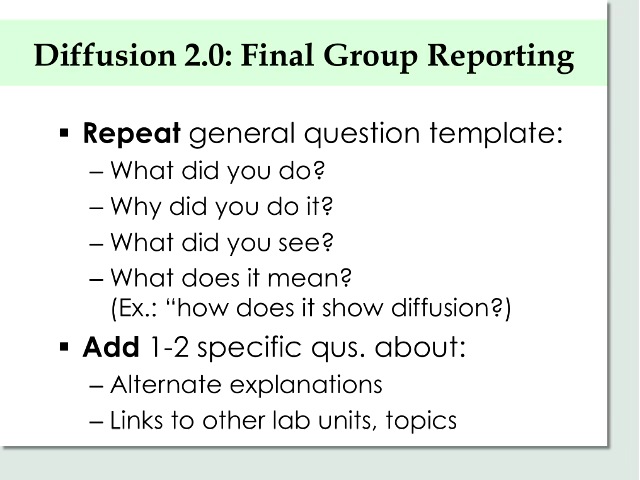 Diffusion 2.0: Final Group Reporting
▪ Repeat general question template:
– What did you do?
– Why did you do it?
– What did you see?
– What does it mean?
(Ex.: “how does it show diffusion?)
▪ Add 1-2 specific qus. about:
– Alternate explanations
– Links to other lab units, topics